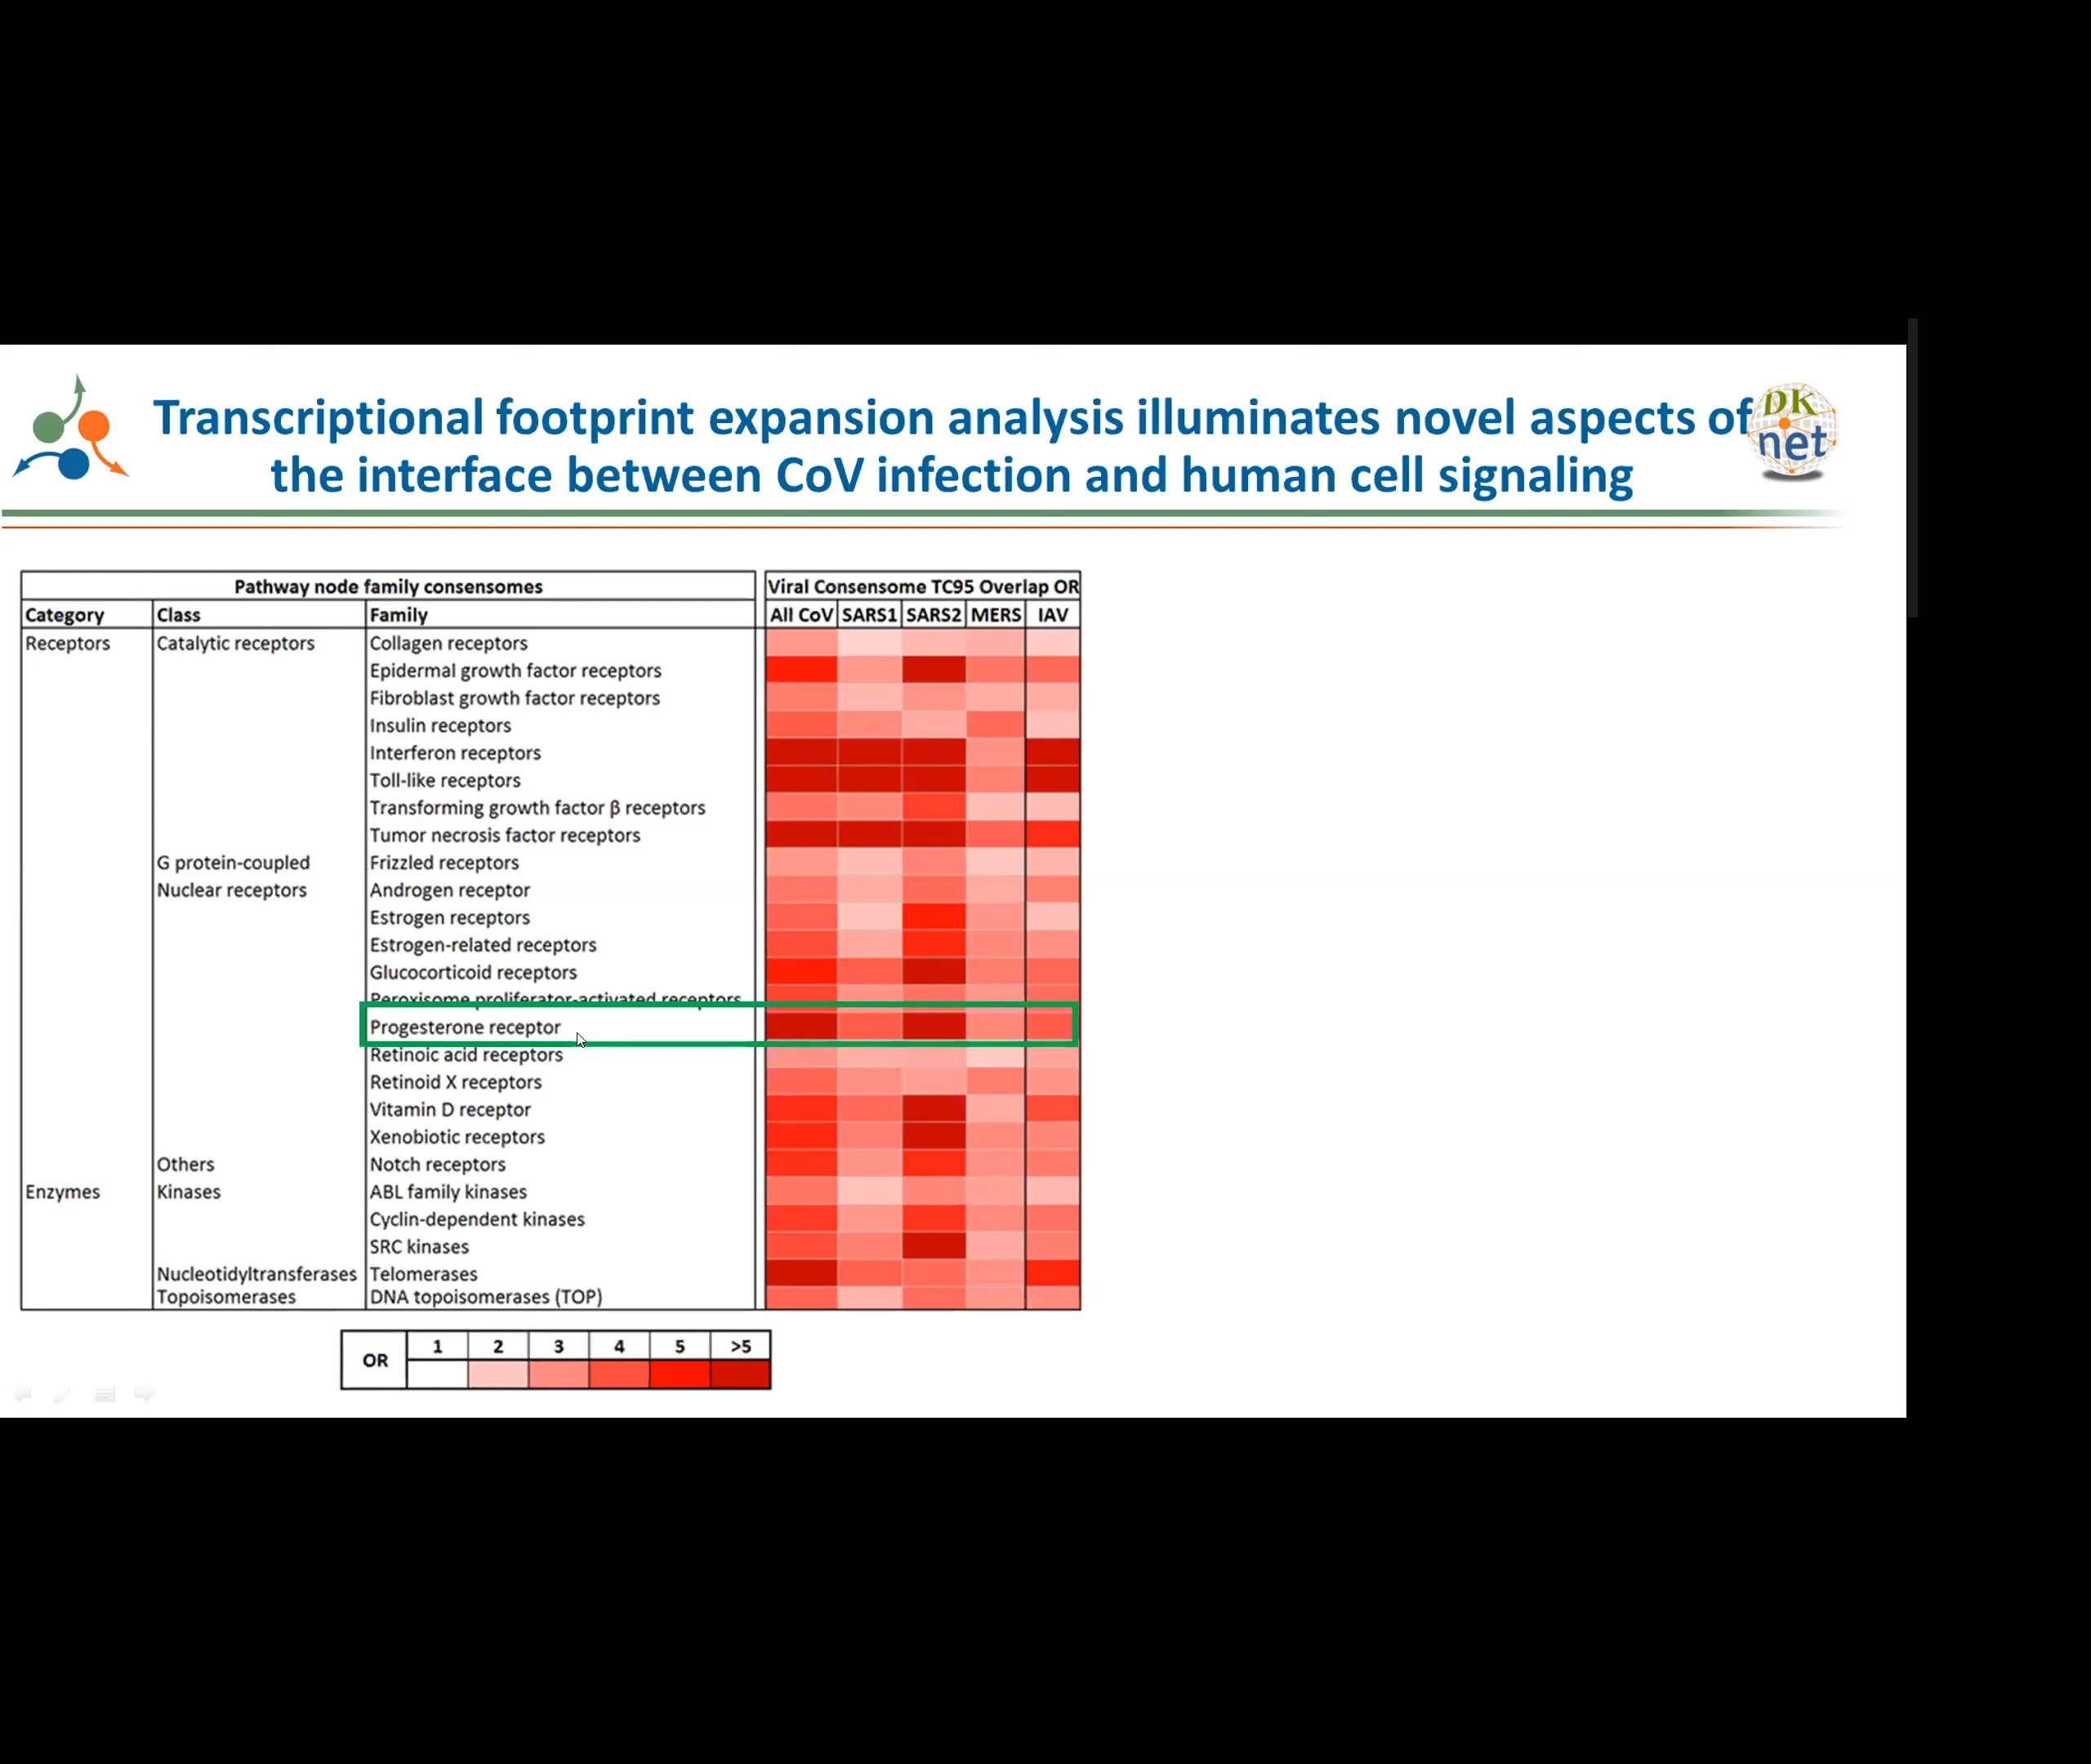 Transcriptional footprint expansion analysis illuminates novel aspects of
the interface between CoV infection and human cell signaling
DK
net
Pathway node family consensomes
Viral Consensome TC95 Overlap OR
Category Class Family All CoV SARS1 SARS2 MERS IAV
Receptors Catalytic receptors Collagen receptors
Epidermal growth factor receptors
Fibroblast growth factor receptors
Insulin receptors
Interferon receptors
Toll-like receptors
Transforming growth factor β receptors
Tumor necrosis factor receptors
G protein-coupled Frizzled receptors
Nuclear receptors Androgen receptor
Estrogen receptors
Estrogen-related receptors
Glucocorticoid receptors
Peroxisome proliferator-activated receptors
Progesterone receptor
Retinoic acid receptors
Retinoid X receptors
Vitamin D receptor
Xenobiotic receptors
Others Notch receptors
Enzymes Kinases ABL family kinases
Cyclin-dependent kinases
SRC kinases
Nucleotidyltransferases Telomerases
Topoisomerases DNA topoisomerases (TOP)
OR 1 2 3 4 5 >5